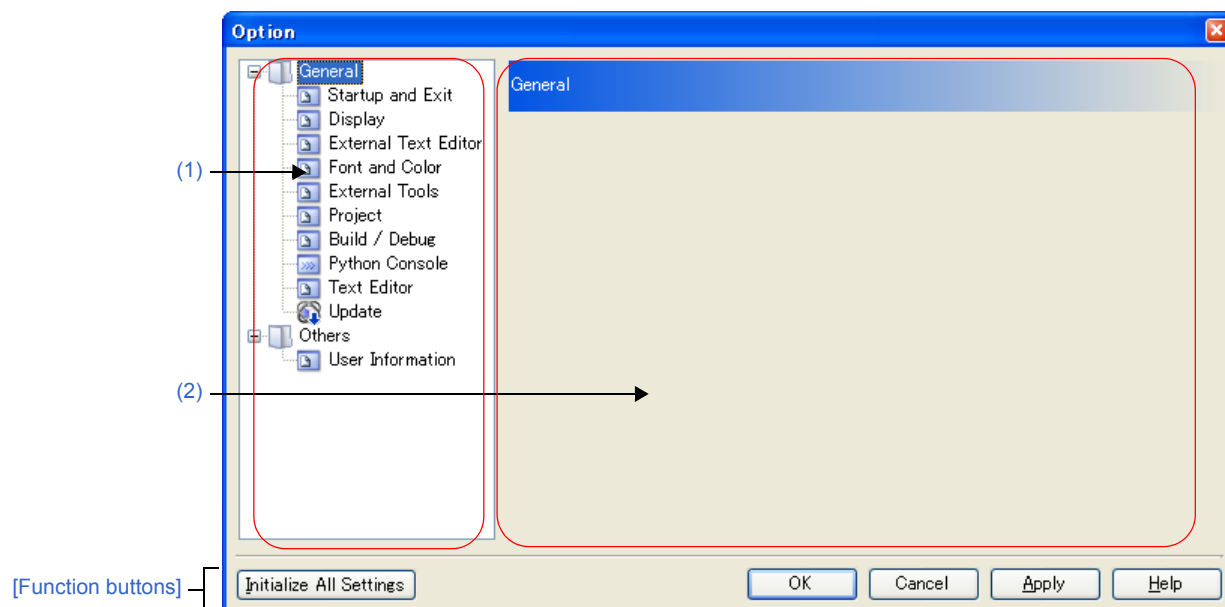 Option
General
Startup and Exit
Display
External Text Editor
(1)
Font and Color
External Tools
Project
Build / Debug
Python Console
Text Editor
Update
Others
User Information
General
(2)
[Function buttons]
Initialize All Settings
OK
Cancel
Apply
Help